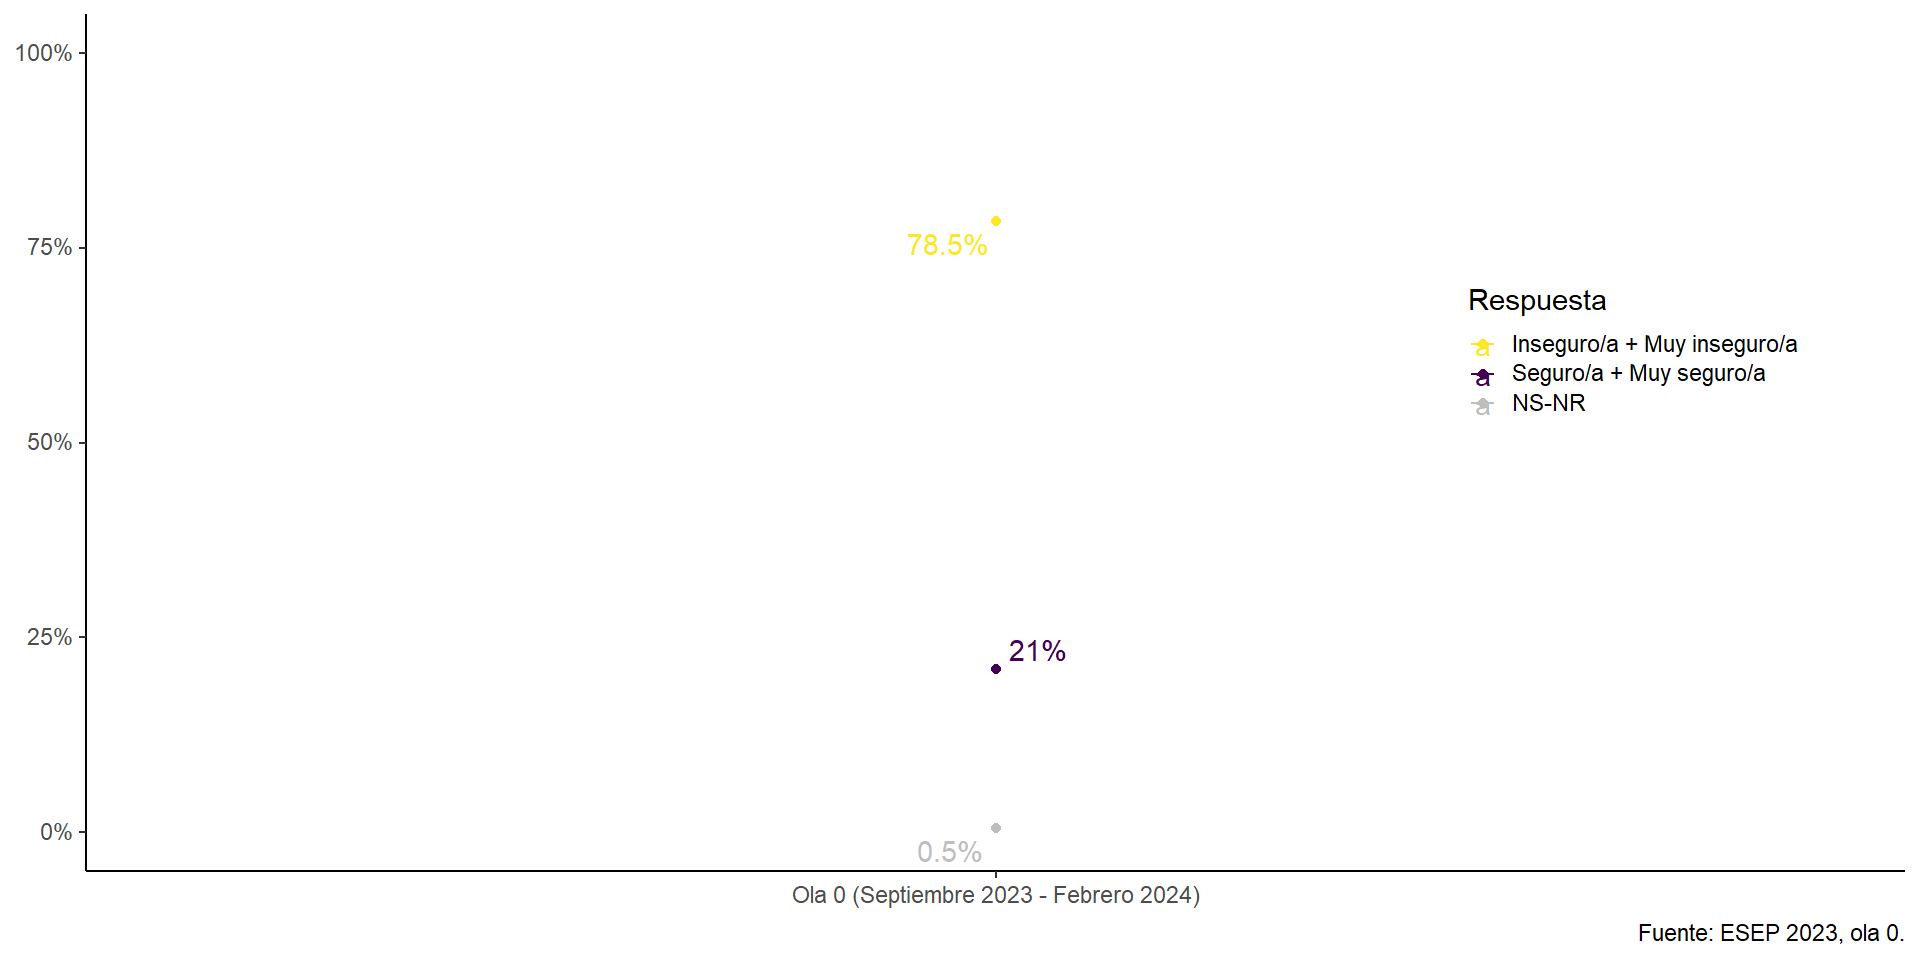 100%
75%
50%
25%
0%
78.5%
21%
0.5%
Respuesta
a Inseguro/a + Muy inseguro/a
a Seguro/a + Muy seguro/a
a NS-NR
Ola 0 (Septiembre 2023 - Febrero 2024)
Fuente: ESEP 2023, ola 0.